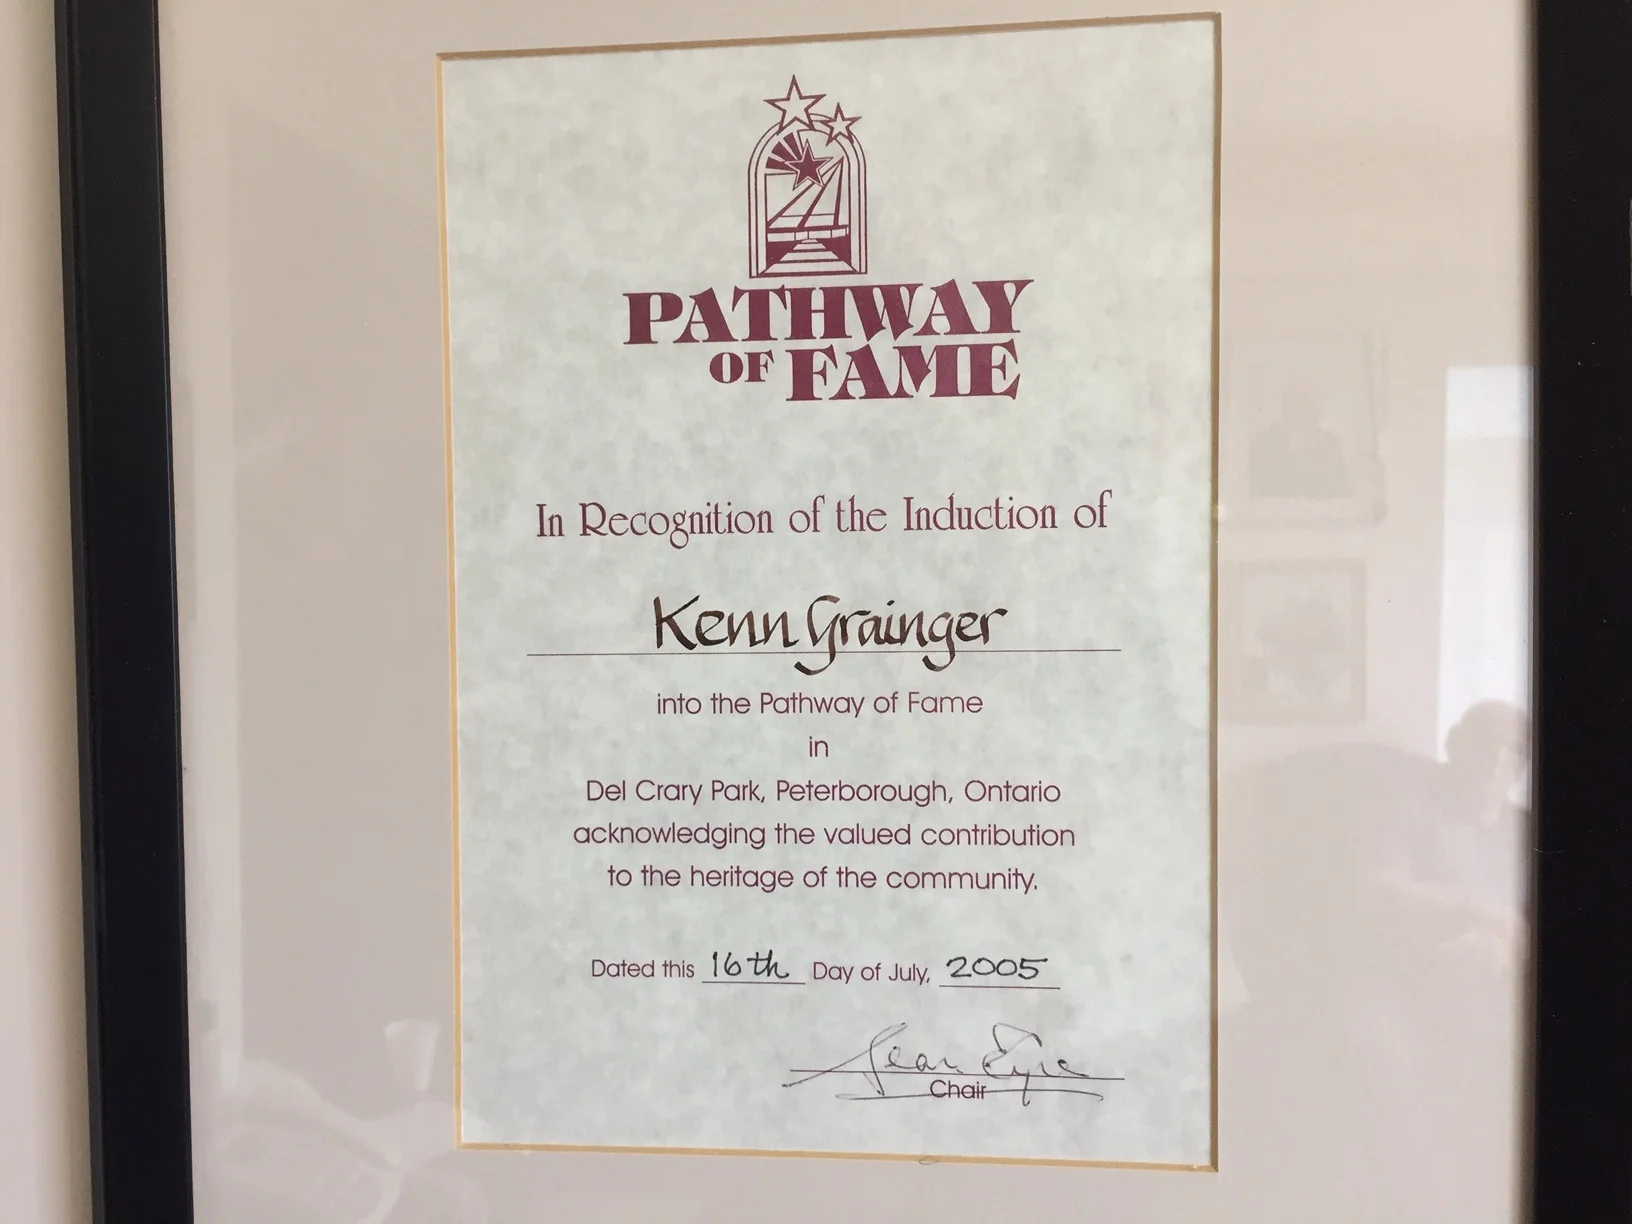 PATHWAY
OF FAME
In Recognition of the Induction of
Kenn Grainger
into the Pathway of Fame
in
Del Crary Park, Peterborough, Ontario
acknowledging the valued contribution
to the heritage of the community.
Dated this 16th Day of July, 2005
Jean Eyre
Chair